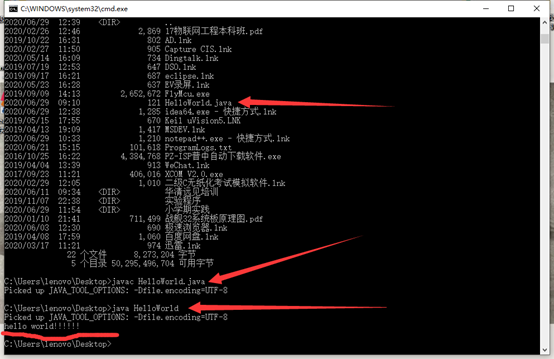 C:\WINDOWS\system32\cmd.exe
2020/06/29 12:39 <DIR> ..
2020/02/26 12:46 2,869 17物联网工程本科班.pdf
2019/10/22 16:31 802 AD.lnk
2020/02/27 11:50 905 Capture CIS.lnk
2020/05/14 16:09 734 Dingtalk.lnk
2019/07/19 12:53 647 DSO.lnk
2019/09/17 16:21 687 eclipse.lnk
2020/05/23 16:28 637 EV录屏.lnk
2019/09/09 14:13 2,652,672 FlyMcu.exe
2020/06/29 09:10 121 HelloWorld.java
2020/06/29 12:38 1,285 idea64.exe - 快捷方式.lnk
2019/05/15 17:55 670 Keil uVision5.LNK
2019/04/13 19:09 1,417 MSDEV.lnk
2020/06/29 10:33 1,210 notepad++.exe - 快捷方式.lnk
2020/06/21 15:15 101,618 ProgramLogs.txt
2016/10/25 16:22 4,384,768 PZ-ISP普中自动下载软件.exe
2019/04/04 13:39 913 WeChat.lnk
2017/09/23 11:21 406,016 XCOM V2.0.exe
2020/02/29 12:05 1,010 二级C无纸化考试模拟软件.lnk
2020/06/11 09:34 <DIR> 华清远见培训
2019/11/07 22:38 <DIR> 实验程序
2020/06/29 11:54 <DIR> 小学期实践
2020/01/10 21:41 711,499 战舰32系统板原理图.pdf
2020/06/03 12:30 690 极速浏览器.lnk
2019/04/08 17:59 1,060 百度网盘.lnk
2020/03/17 11:21 974 迅雷.lnk
22 个文件 8,273,204 字节
5 个目录 50,295,496,704 可用字节
C:\Users\lenovo\Desktop>javac HelloWorld.java
Picked up JAVA_TOOL_OPTIONS: -Dfile.encoding=UTF-8
C:\Users\lenovo\Desktop>java HelloWorld
Picked up JAVA_TOOL_OPTIONS: -Dfile.encoding=UTF-8
hello world!!!!!!
C:\Users\lenovo\Desktop>